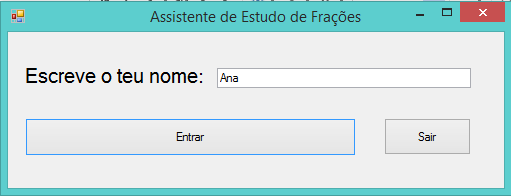 Assistente de Estudo de Frações
Escreve o teu nome: Ana
Entrar Sair